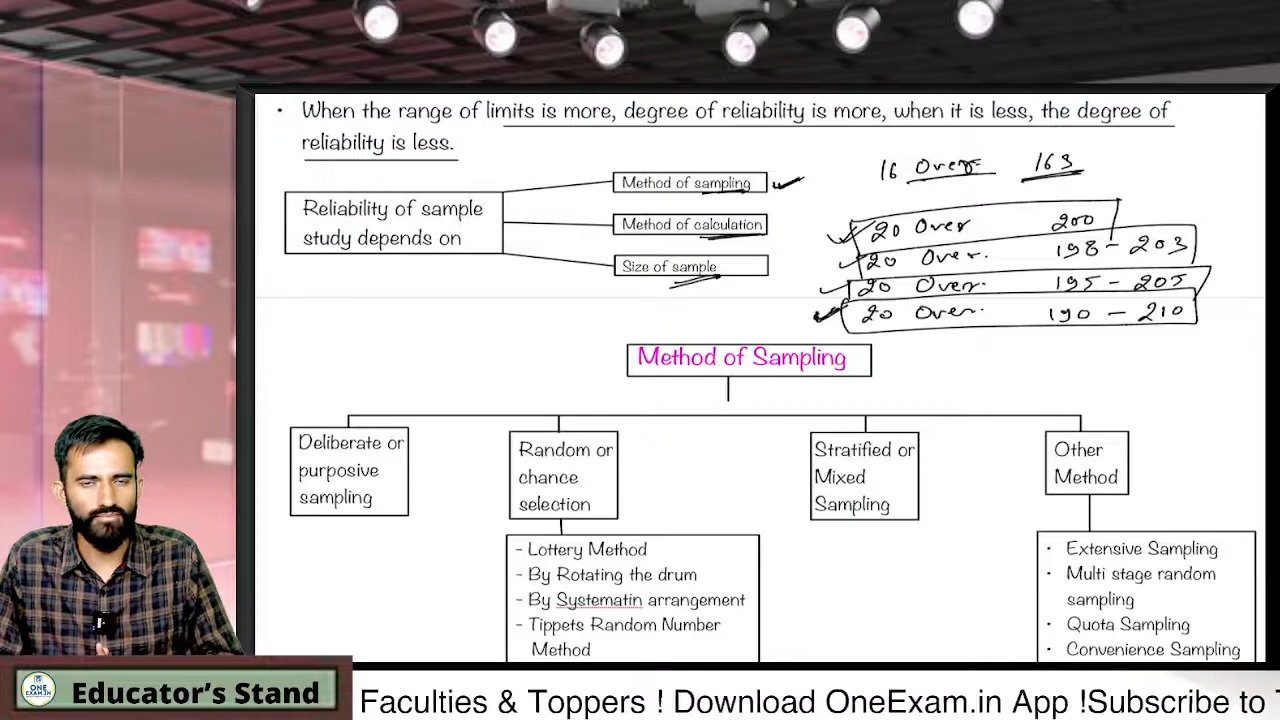 · When the range of limits is more, degree of reliability is more, when it is less, the degree of
reliability is less.
16 Overs 163
Reliability of sample
study depends on
Method of sampling
Method of calculation
Size of sample
20 Over 200
20 Over. 198 - 203
20 Over. 195 - 205
20 Over. 190 - 210
Method of Sampling
Deliberate or
purposive
sampling
Random or
chance
selection
- Lottery Method
- By Rotating the drum
- By Systematin arrangement
- Tippets Random Number
Method
Stratified or
Mixed
Sampling
Other
Method
· Extensive Sampling
· Multi stage random
sampling
· Quota Sampling
· Convenience Sampling
ONE
EXAM.IN
Educator's Stand
Faculties & Toppers ! Download OneExam.in App !Subscribe to